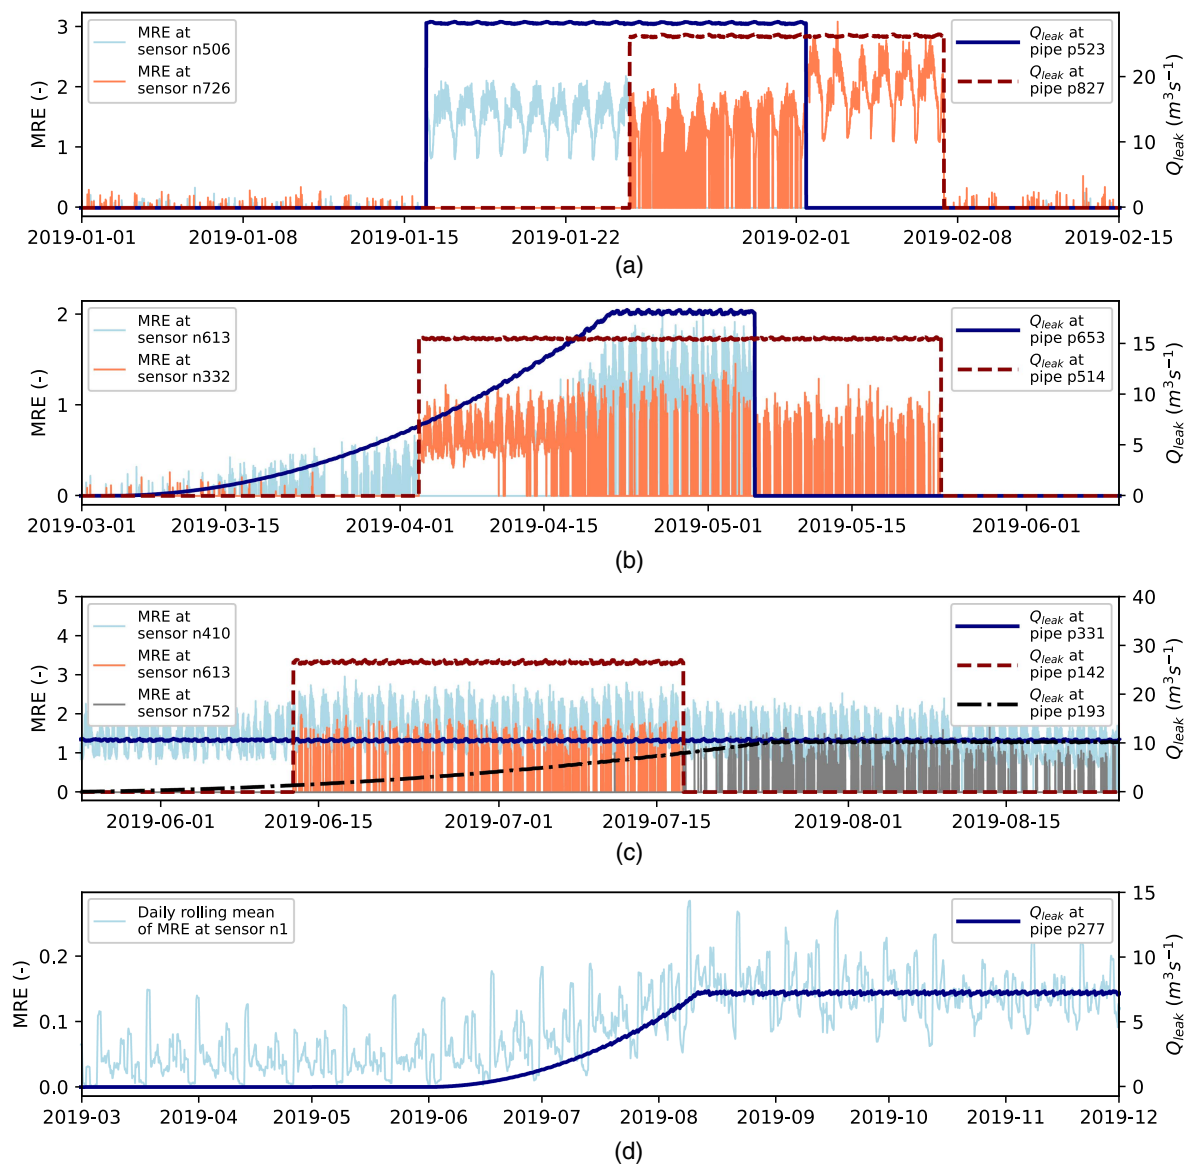 MRE at
sensor n506
MRE at
sensor n726
Q_leak at
pipe p523
Q_leak at
pipe p827
MRE (-)
3
2
1
0
20
10
0
Q_leak (m³s⁻¹)
2019-01-01 2019-01-08 2019-01-15 2019-01-22 2019-02-01 2019-02-08 2019-02-15
(a)
MRE at
sensor n613
MRE at
sensor n332
Q_leak at
pipe p653
Q_leak at
pipe p514
MRE (-)
2
1
0
15
10
5
0
Q_leak (m³s⁻¹)
2019-03-01 2019-03-15 2019-04-01 2019-04-15 2019-05-01 2019-05-15 2019-06-01
(b)
MRE at
sensor n410
MRE at
sensor n613
MRE at
sensor n752
Q_leak at
pipe p331
Q_leak at
pipe p142
Q_leak at
pipe p193
MRE (-)
5
4
3
2
1
0
40
30
20
10
0
Q_leak (m³s⁻¹)
2019-06-01 2019-06-15 2019-07-01 2019-07-15 2019-08-01 2019-08-15
(c)
Daily rolling mean
of MRE at sensor n1
Q_leak at
pipe p277
MRE (-)
0.2
0.1
0.0
15
10
5
0
Q_leak (m³s⁻¹)
2019-03 2019-04 2019-05 2019-06 2019-07 2019-08 2019-09 2019-10 2019-11 2019-12
(d)